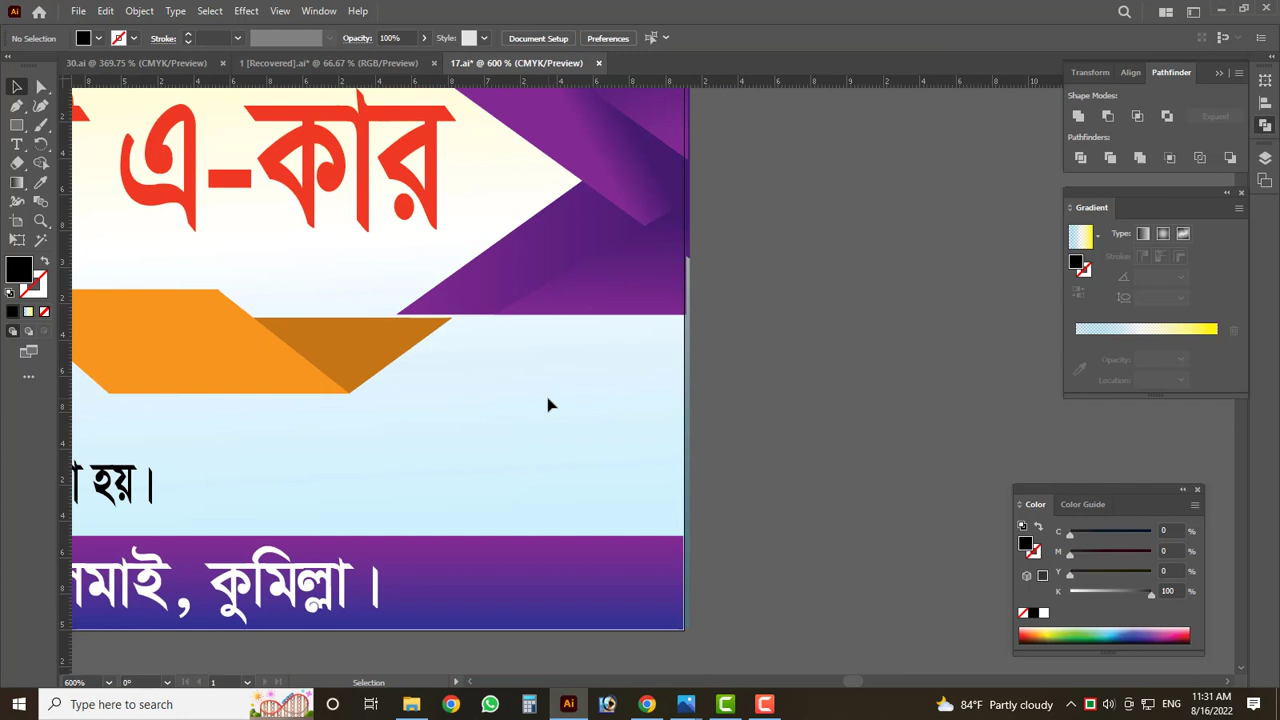 File Edit Object Type Select Effect View Window Help
No Selection Stroke: Opacity: 100% Style: Document Setup Preferences
30.ai @ 369.75 % (CMYK/Preview) × 1 [Recovered].ai* @ 66.67 % (RGB/Preview) × 17.ai* @ 600 % (CMYK/Preview) ×
Transform Align Pathfinder
Shape Modes:
Expand
Pathfinders:
Gradient
Type:
Stroke:
Opacity:
Location:
এ-কার
হয়।
মাই, কুমিল্লা।
Color Color Guide
C 0 %
M 0 %
Y 0 %
K 100 %
600% 0° 1 Selection
Type here to search
84°F Partly cloudy
11:31 AM
8/16/2022